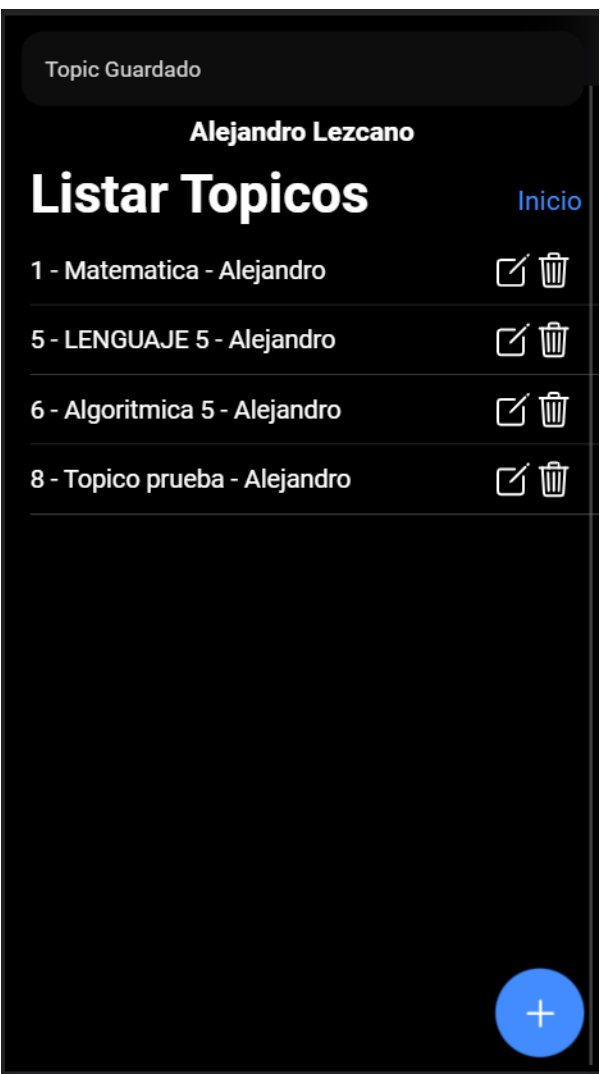 Topic Guardado
Alejandro Lezcano
Listar Topicos
Inicio
1 - Matematica - Alejandro
5 - LENGUAJE 5 - Alejandro
6 - Algoritmica 5 - Alejandro
8 - Topico prueba - Alejandro